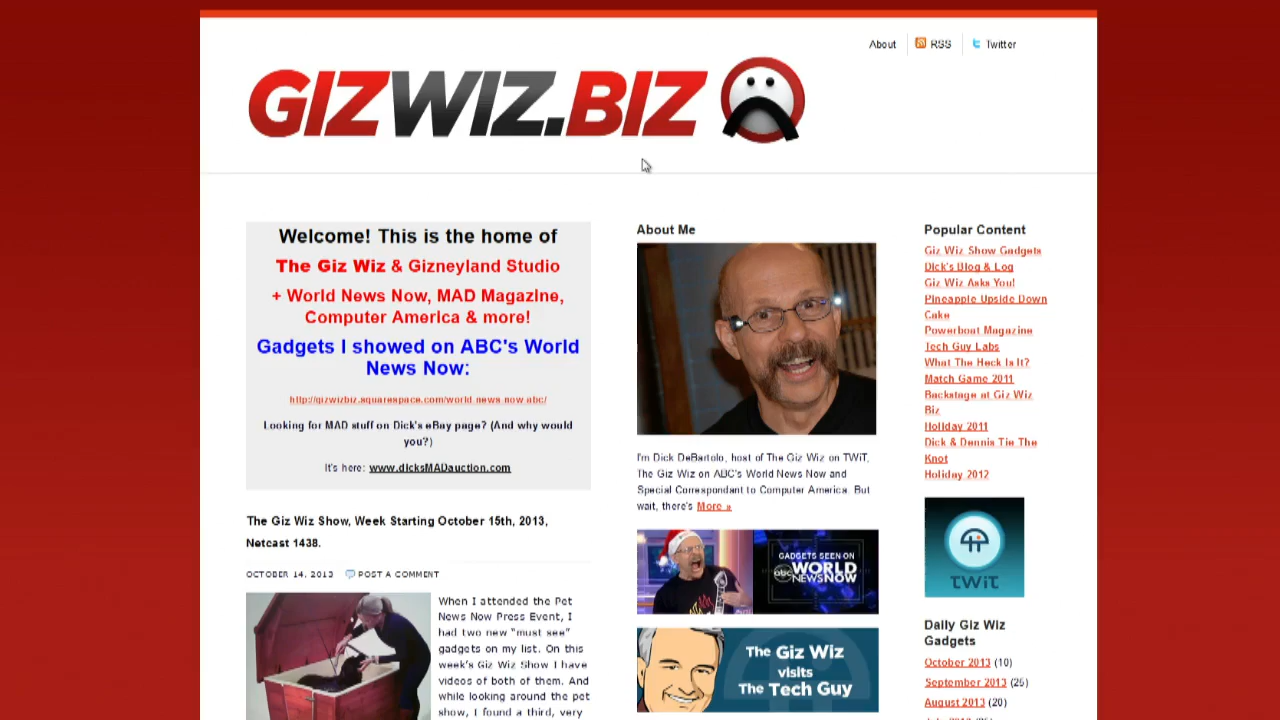 About
RSS
Twitter
GIZWIZ.BIZ
Welcome! This is the home of
The Giz Wiz & Gizneyland Studio
+ World News Now, MAD Magazine,
Computer America & more!
Gadgets I showed on ABC's World
News Now:
http://gizwizbiz.squarespace.com/world-news-now-abc/
Looking for MAD stuff on Dick's eBay page? (And why would
you?)
It's here: www.dicksMADauction.com
The Giz Wiz Show, Week Starting October 15th, 2013,
Netcast 1438.
OCTOBER 14, 2013 POST A COMMENT
When I attended the Pet
News Now Press Event, I
had two new “must see”
gadgets on my list. On this
week’s Giz Wiz Show I have
videos of both of them. And
while looking around the pet
show, I found a third, very
About Me
I'm Dick DeBartolo, host of The Giz Wiz on TWiT,
The Giz Wiz on ABC's World News Now and
Special Correspondant to Computer America. But
wait, there's More »
GADGETS SEEN ON
abc WORLD
NEWS NOW
The Giz Wiz
visits
The Tech Guy
Popular Content
Giz Wiz Show Gadgets
Dick's Blog & Log
Giz Wiz Asks You!
Pineapple Upside Down
Cake
Powerboat Magazine
Tech Guy Labs
What The Heck Is It?
Match Game 2011
Backstage at Giz Wiz
Biz
Holiday 2011
Dick & Dennis Tie The
Knot
Holiday 2012
TWiT
Daily Giz Wiz
Gadgets
October 2013 (10)
September 2013 (25)
August 2013 (20)